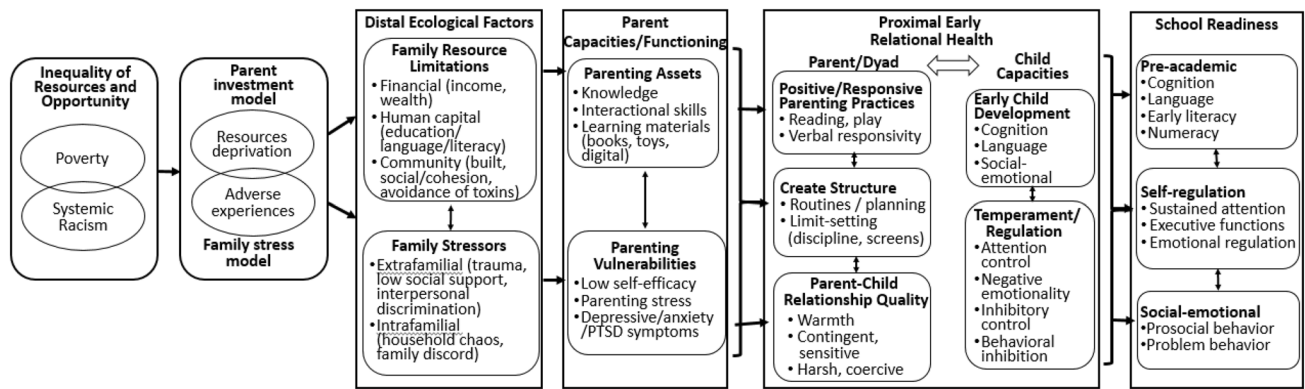 Inequality of
Resources and
Opportunity
Poverty
Systemic
Racism
Parent
investment
model
Resources
deprivation
Adverse
experiences
Family stress
model
Distal Ecological Factors
Family Resource
Limitations
•Financial (income,
wealth)
•Human capital
(education/
language/literacy)
•Community (built,
social/cohesion,
avoidance of toxins)
Family Stressors
•Extrafamilial (trauma,
low social support,
interpersonal
discrimination)
•Intrafamilial
(household chaos,
family discord)
Parent
Capacities/Functioning
Parenting Assets
•Knowledge
•Interactional skills
•Learning materials
(books, toys,
digital)
Parenting
Vulnerabilities
•Low self-efficacy
•Parenting stress
•Depressive/anxiety
/PTSD symptoms
Proximal Early
Relational Health
Parent/Dyad
Positive/Responsive
Parenting Practices
• Reading, play
• Verbal responsivity
Create Structure
• Routines / planning
• Limit-setting
(discipline, screens)
Parent-Child
Relationship Quality
• Warmth
• Contingent,
sensitive
• Harsh, coercive
Child
Capacities
Early Child
Development
•Cognition
•Language
•Social-
emotional
Temperament/
Regulation
•Attention
control
•Negative
emotionality
•Inhibitory
control
•Behavioral
inhibition
School Readiness
Pre-academic
•Cognition
•Language
•Early literacy
•Numeracy
Self-regulation
•Sustained attention
•Executive functions
•Emotional regulation
Social-emotional
•Prosocial behavior
•Problem behavior